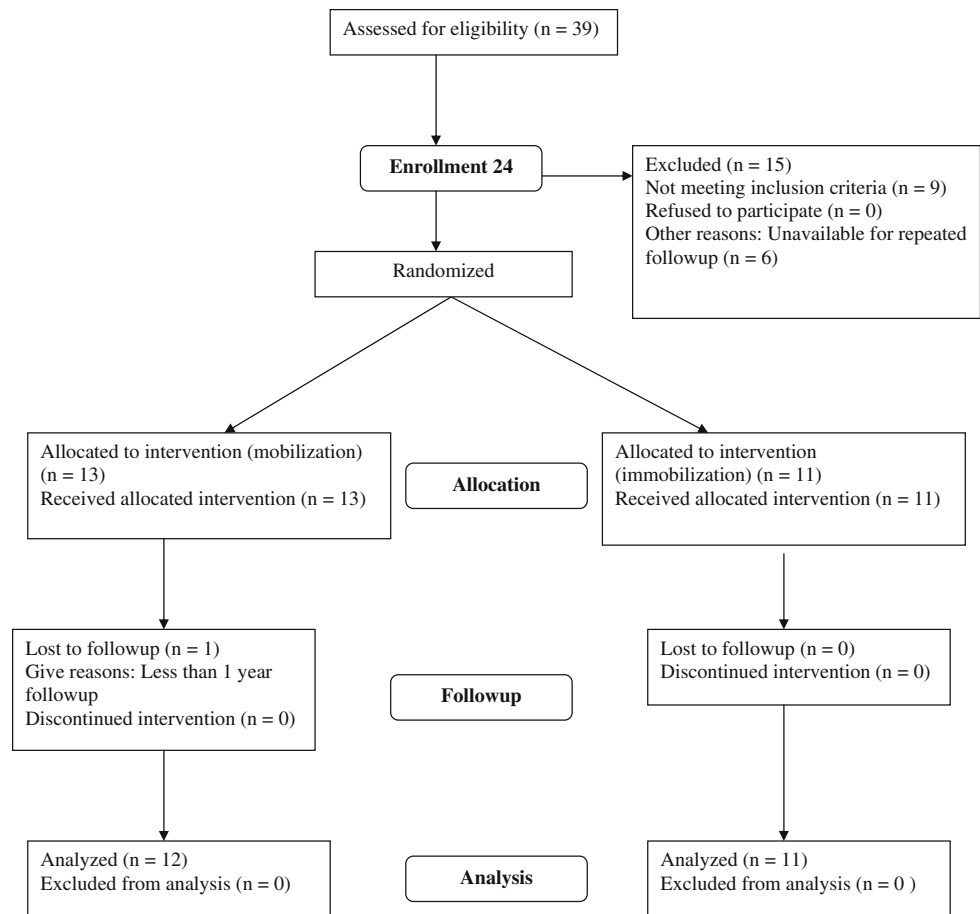 Assessed for eligibility (n = 39)
Enrollment 24
Excluded (n = 15)
Not meeting inclusion criteria (n = 9)
Refused to participate (n = 0)
Other reasons: Unavailable for repeated
followup (n = 6)
Randomized
Allocated to intervention (mobilization)
(n = 13)
Received allocated intervention (n = 13)
Allocation
Allocated to intervention
(immobilization) (n = 11)
Received allocated intervention (n = 11)
Lost to followup (n = 1)
Give reasons: Less than 1 year
followup
Discontinued intervention (n = 0)
Followup
Lost to followup (n = 0)
Discontinued intervention (n = 0)
Analyzed (n = 12)
Excluded from analysis (n = 0)
Analysis
Analyzed (n = 11)
Excluded from analysis (n = 0 )